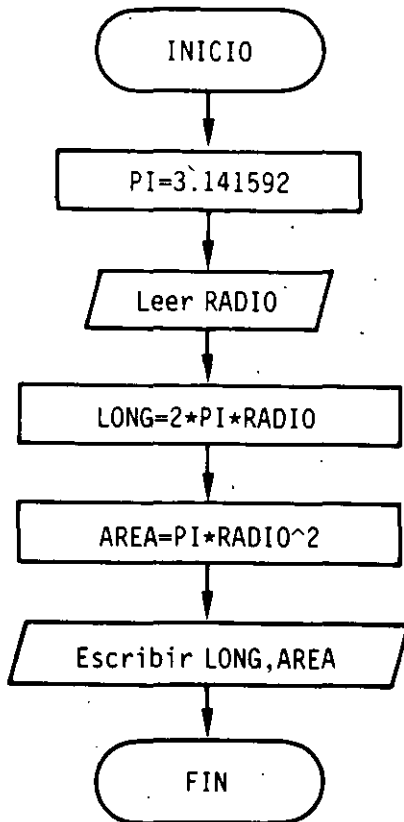 INICIO
PI=3.141592
Leer RADIO
LONG=2*PI*RADIO
AREA=PI*RADIO^2
Escribir LONG,AREA
FIN